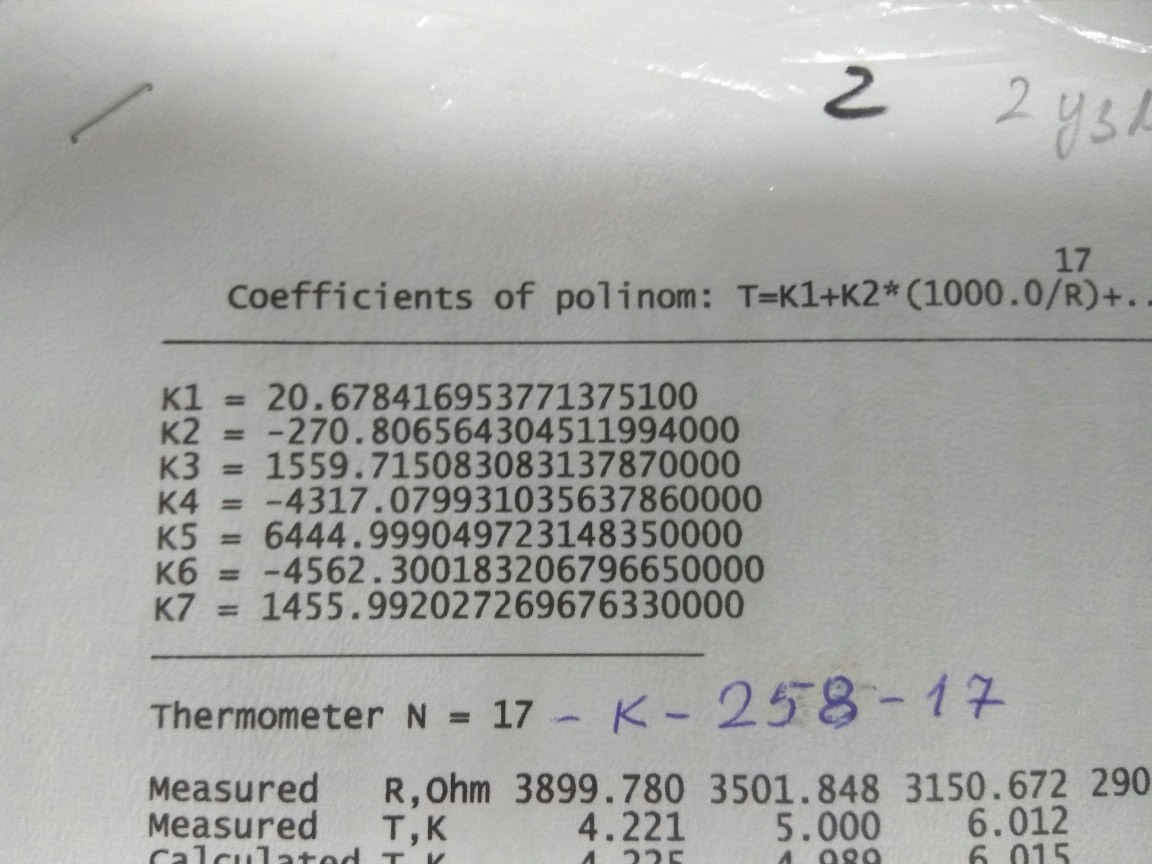 2 2 узл
17
Coefficients of polinom: T=K1+K2*(1000.0/R)+..
K1 = 20.678416953771375100
K2 = -270.806564304511994000
K3 = 1559.715083083137870000
K4 = -4317.079931035637860000
K5 = 6444.999049723148350000
K6 = -4562.300183206796650000
K7 = 1455.992027269676330000
Thermometer N = 17 - K - 258 - 17
Measured R,Ohm 3899.780 3501.848 3150.672 290
Measured T,K 4.221 5.000 6.012
Calculated T,K 4.225 4.989 6.015